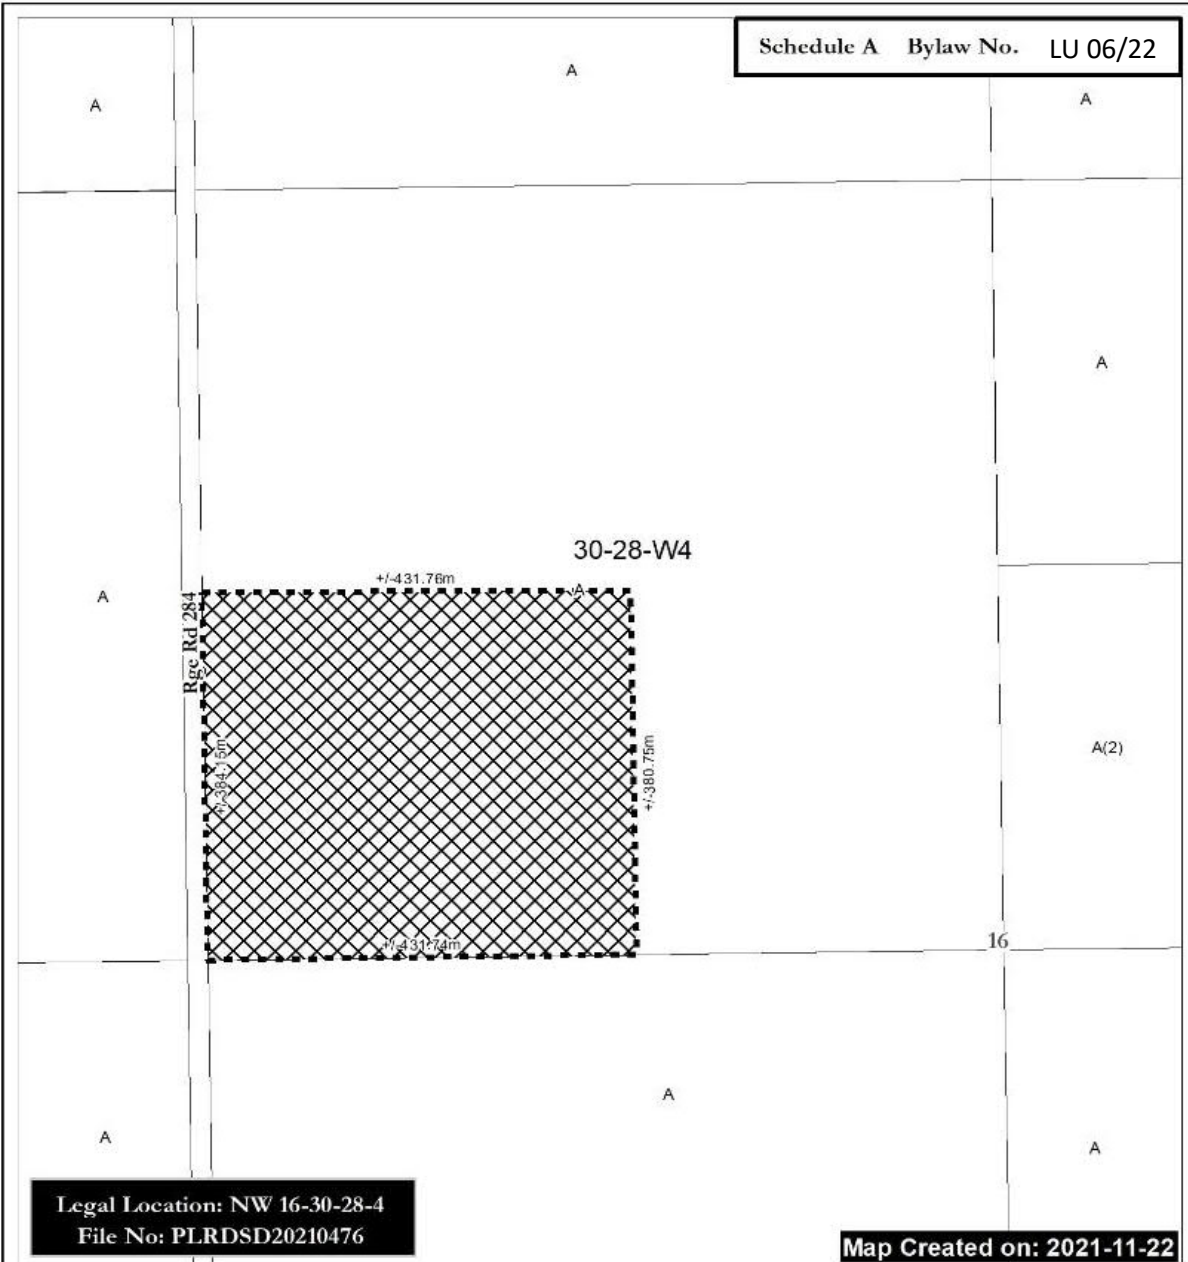 Schedule A Bylaw No. LU 06/22
A
A
A
A
30-28-W4
+/-431.76m
A
A
Rge Rd 284
+/-384.15m
+/-380.75m
A(2)
+/-431.74m
16
A
A
A
Legal Location: NW 16-30-28-4
File No: PLRDSD20210476
Map Created on: 2021-11-22